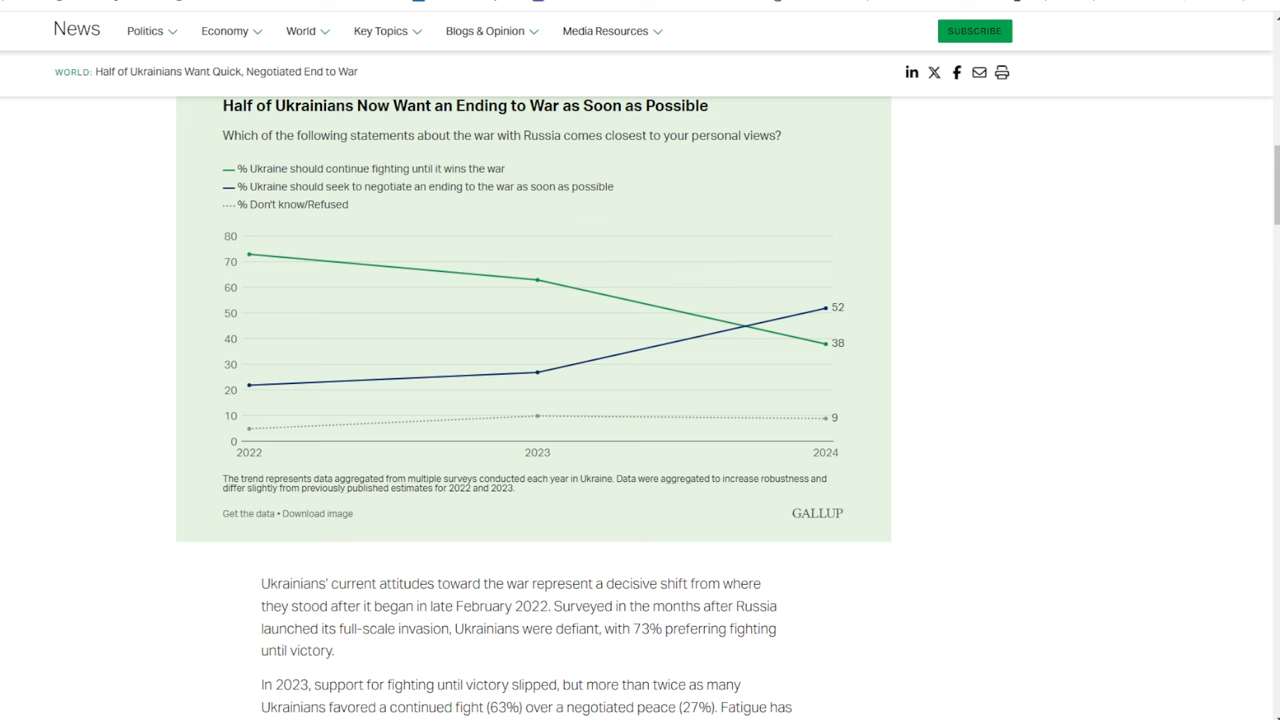 News
Politics
Economy
World
Key Topics
Blogs & Opinion
Media Resources
SUBSCRIBE
WORLD: Half of Ukrainians Want Quick, Negotiated End to War
Half of Ukrainians Now Want an Ending to War as Soon as Possible
Which of the following statements about the war with Russia comes closest to your personal views?
% Ukraine should continue fighting until it wins the war
% Ukraine should seek to negotiate an ending to the war as soon as possible
% Don't know/Refused
80
70
60
50
40
30
20
10
0
52
38
9
2022
2023
2024
The trend represents data aggregated from multiple surveys conducted each year in Ukraine. Data were aggregated to increase robustness and
differ slightly from previously published estimates for 2022 and 2023.
Get the data • Download image
GALLUP
Ukrainians' current attitudes toward the war represent a decisive shift from where
they stood after it began in late February 2022. Surveyed in the months after Russia
launched its full-scale invasion, Ukrainians were defiant, with 73% preferring fighting
until victory.
In 2023, support for fighting until victory slipped, but more than twice as many
Ukrainians favored a continued fight (63%) over a negotiated peace (27%). Fatigue has